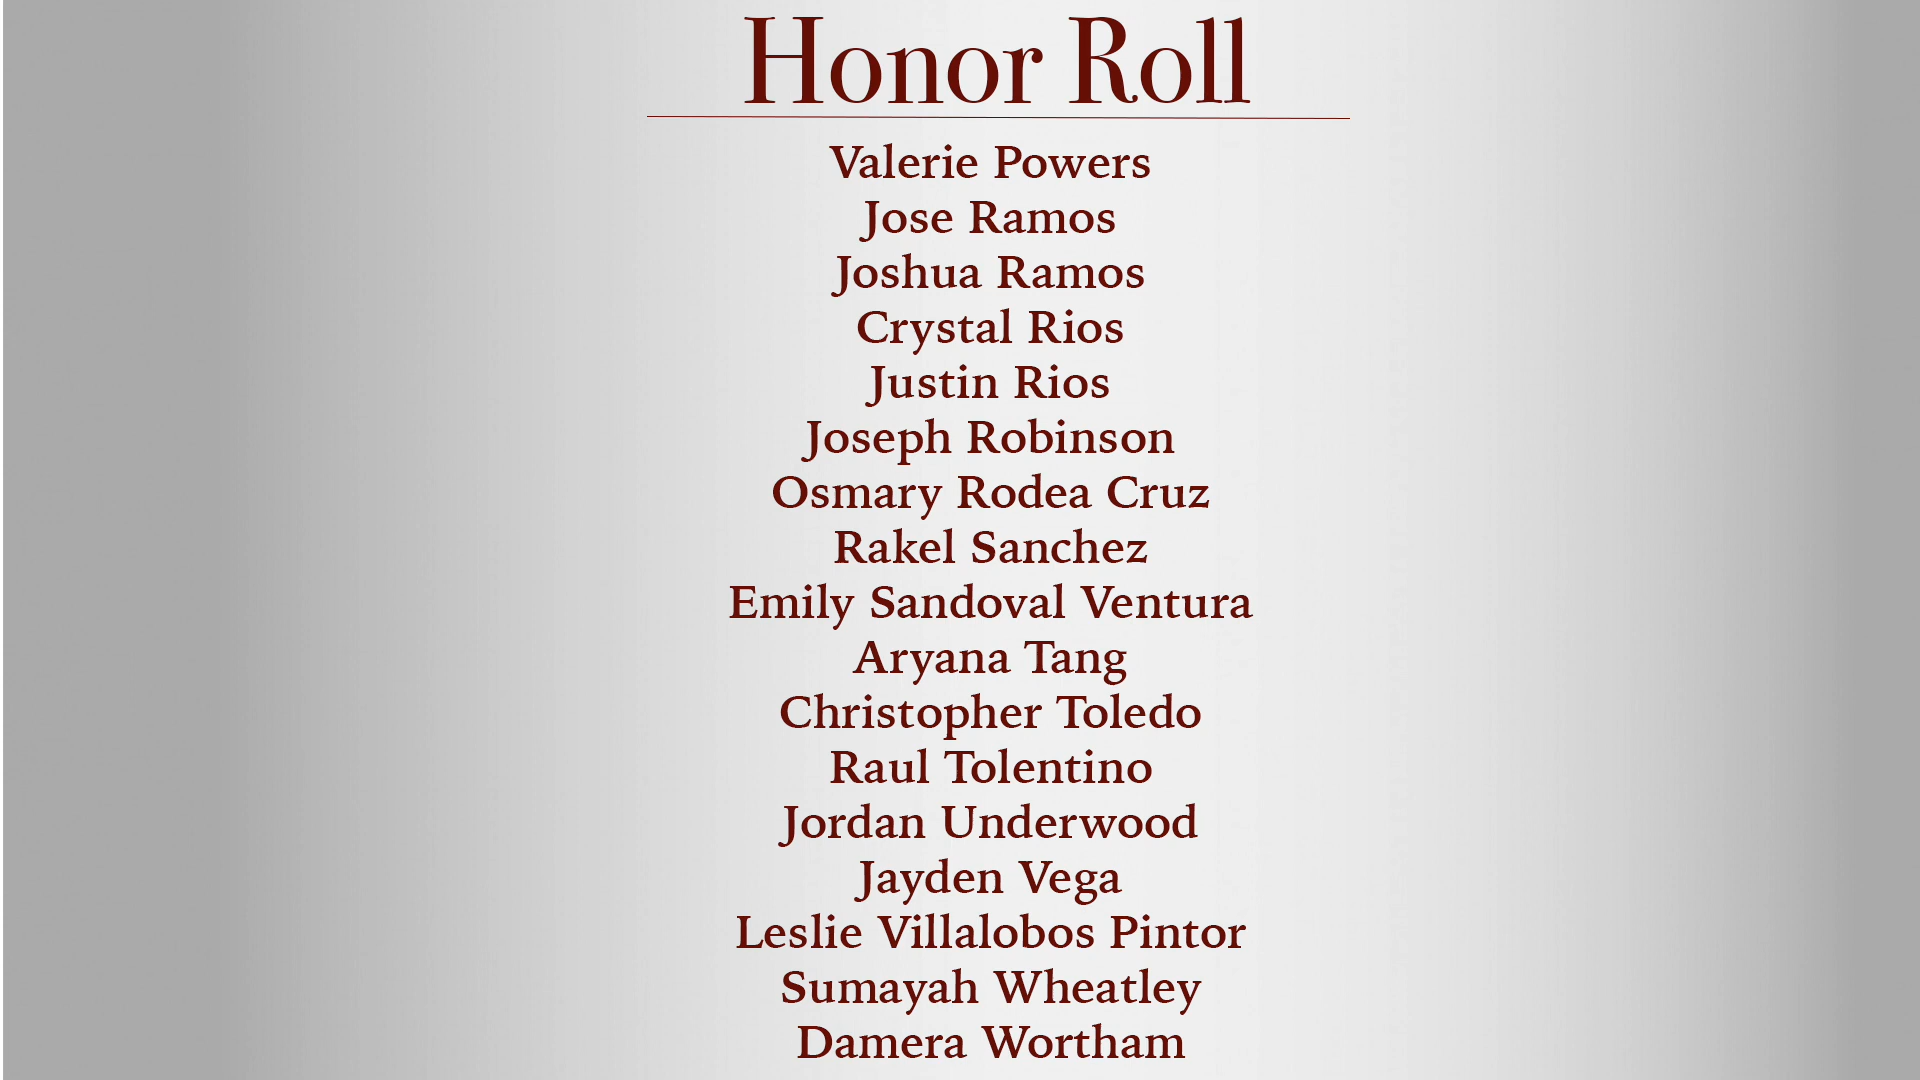 Honor Roll
Valerie Powers
Jose Ramos
Joshua Ramos
Crystal Rios
Justin Rios
Joseph Robinson
Osmary Rodea Cruz
Rakel Sanchez
Emily Sandoval Ventura
Aryana Tang
Christopher Toledo
Raul Tolentino
Jordan Underwood
Jayden Vega
Leslie Villalobos Pintor
Sumayah Wheatley
Damera Wortham